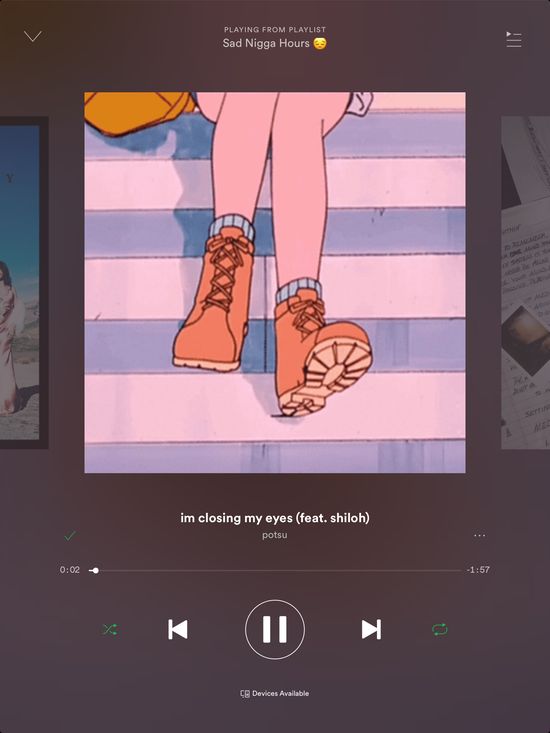 PLAYING FROM PLAYLIST
Sad Nigga Hours 😔
Y
im closing my eyes (feat. shiloh)
potsu
0:02
-1:57
Devices Available